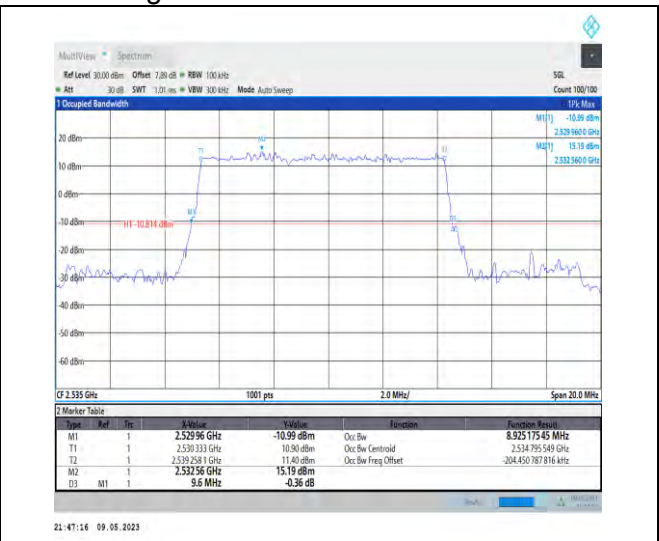 MultiView Spectrum
Ref Level 30.00 dBm Offset 7.89 dB RBW 100 kHz SGL
Att 30 dB SWT 1.01 ms VBW 300 kHz Mode Auto Sweep Count 100/100
1 Occupied Bandwidth 1Pk Max
M1[1] -10.99 dBm
2.529 960 0 GHz
M2[1] 15.19 dBm
2.532 560 0 GHz
20 dBm
10 dBm
0 dBm
-10 dBm
H1 -10.814 dBm
-20 dBm
-30 dBm
-40 dBm
-50 dBm
-60 dBm
T1
M2
T2
M1
CF 2.535 GHz 1001 pts 2.0 MHz/ Span 20.0 MHz
2 Marker Table
Type Ref Trc X-Value Y-Value Function Function Result
M1 1 2.529 96 GHz -10.99 dBm Occ Bw 8.925 175 45 MHz
T1 1 2.530 333 GHz 10.90 dBm Occ Bw Centroid 2.534 795 549 GHz
T2 1 2.539 258 1 GHz 11.40 dBm Occ Bw Freq Offset -204.450 787 816 kHz
M2 1 2.532 56 GHz 15.19 dBm
D3 M1 1 9.6 MHz -0.36 dB
21:47:16 09.05.2023